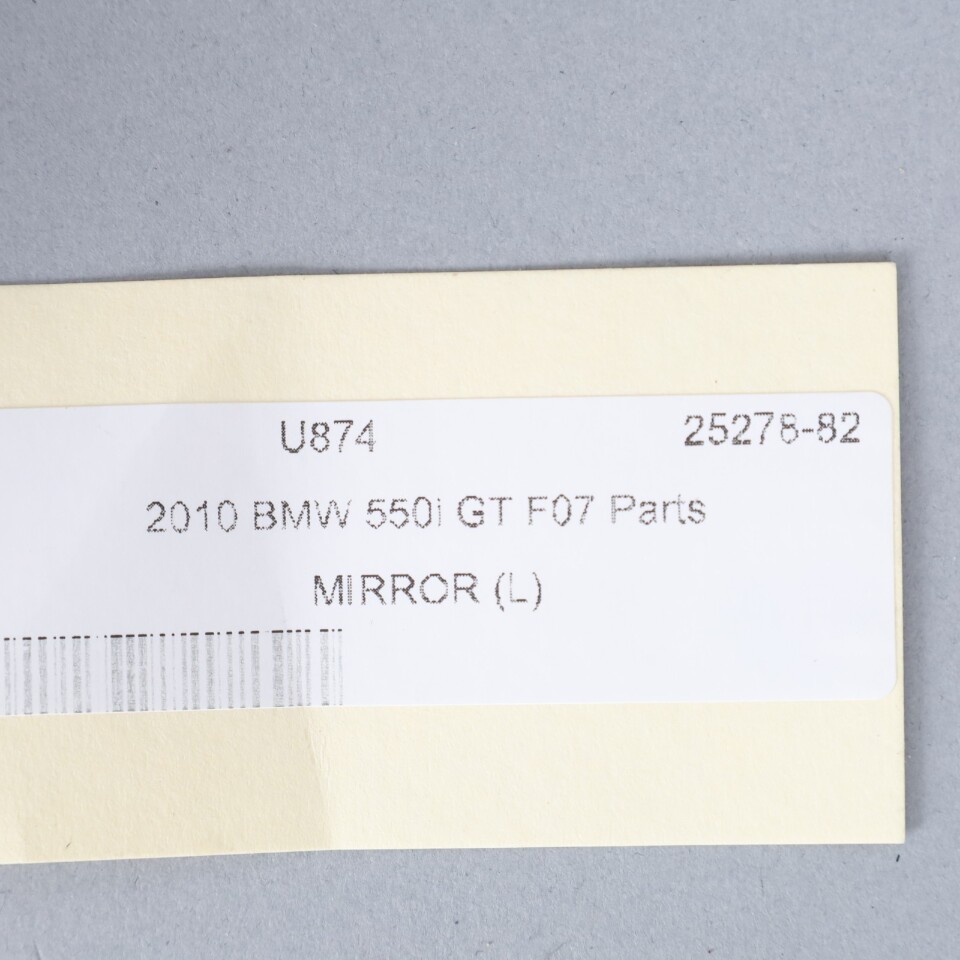 U874 25278-82
2010 BMW 550i GT F07 Parts
MIRROR (L)